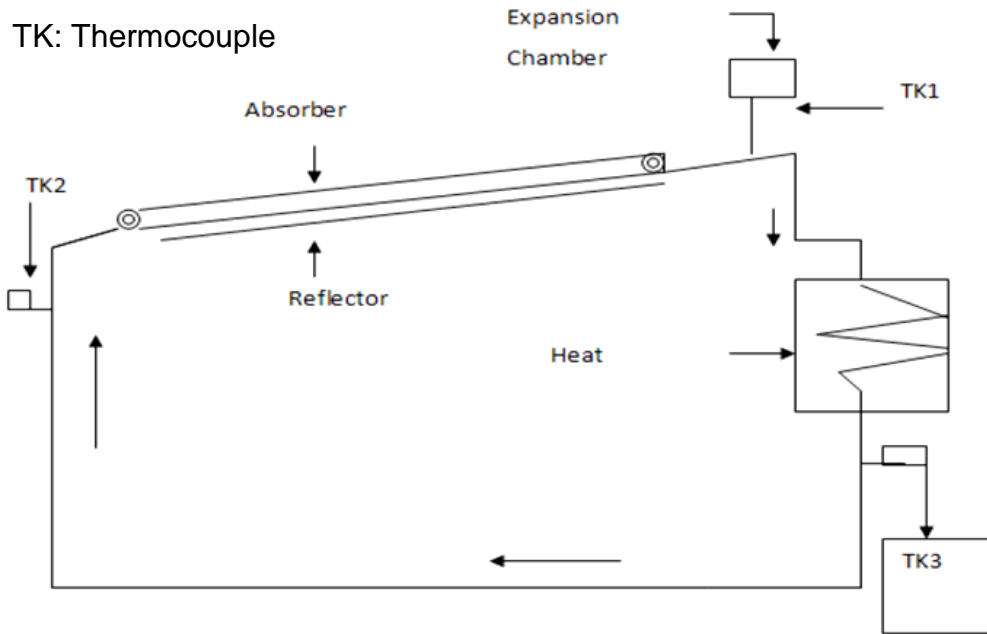 TK: Thermocouple
Expansion
Chamber
TK1
Absorber
TK2
Reflector
Heat
TK3